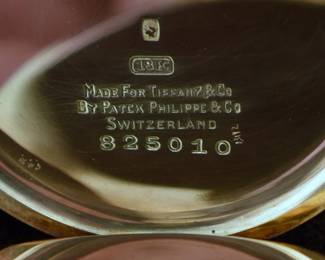 18K
MADE FOR TIFFANY & CO
BY PATEK PHILIPPE & CO
SWITZERLAND
825010